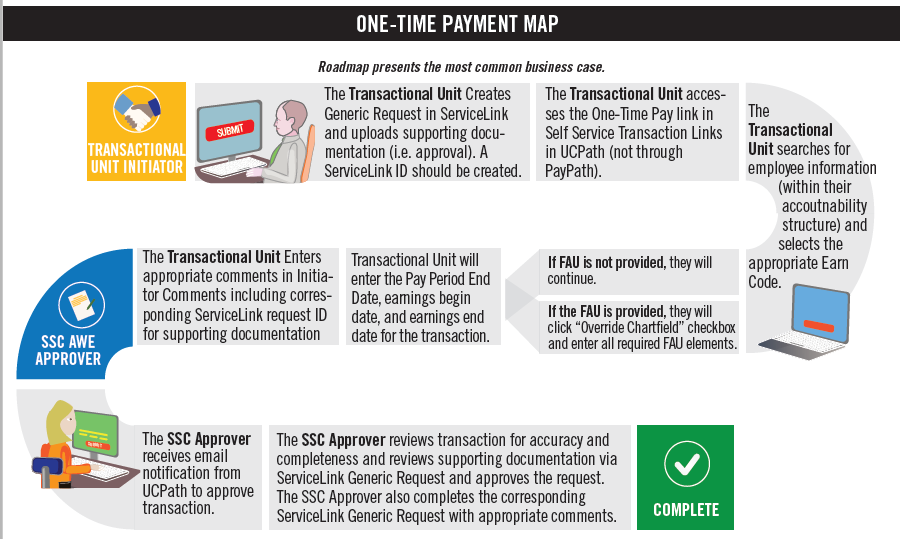 ONE-TIME PAYMENT MAP
Roadmap presents the most common business case.
TRANSACTIONAL
UNIT INITIATOR
SUBMIT
The Transactional Unit Creates
Generic Request in ServiceLink
and uploads supporting docu-
mentation (i.e. approval). A
ServiceLink ID should be created.
The Transactional Unit acces-
ses the One-Time Pay link in
Self Service Transaction Links
in UCPath (not through
PayPath).
The
Transactional
Unit searches for
employee information
(within their
accoutnability
structure) and
selects the
appropriate Earn
Code.
If FAU is not provided, they will
continue.
If the FAU is provided, they will
click “Override Chartfield” checkbox
and enter all required FAU elements.
Transactional Unit will
enter the Pay Period End
Date, earnings begin
date, and earnings end
date for the transaction.
The Transactional Unit Enters
appropriate comments in Initia-
tor Comments including corres-
ponding ServiceLink request ID
for supporting documentation
SSC AWE
APPROVER
SUBMIT
The SSC Approver
receives email
notification from
UCPath to approve
transaction.
The SSC Approver reviews transaction for accuracy and
completeness and reviews supporting documentation via
ServiceLink Generic Request and approves the request.
The SSC Approver also completes the corresponding
ServiceLink Generic Request with appropriate comments.
COMPLETE